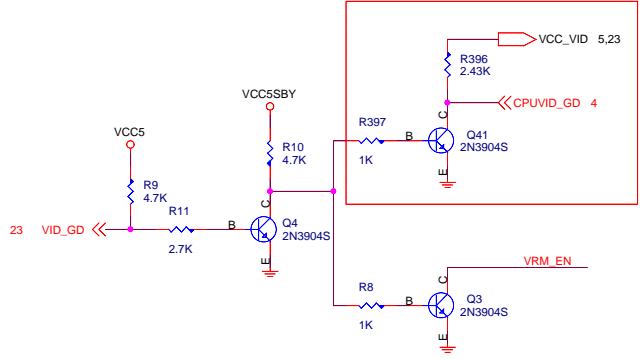 VCC_VID 5,23
R396
2.43K
VCC5SBY
CPUVID_GD 4
C
R397
VCC5
B
Q41
2N3904S
R10
4.7K
1K
E
R9
4.7K
R11
C
Q4
B
23 VID_GD
2N3904S
2.7K
E
VRM_EN
C
R8
Q3
B
2N3904S
1K
E